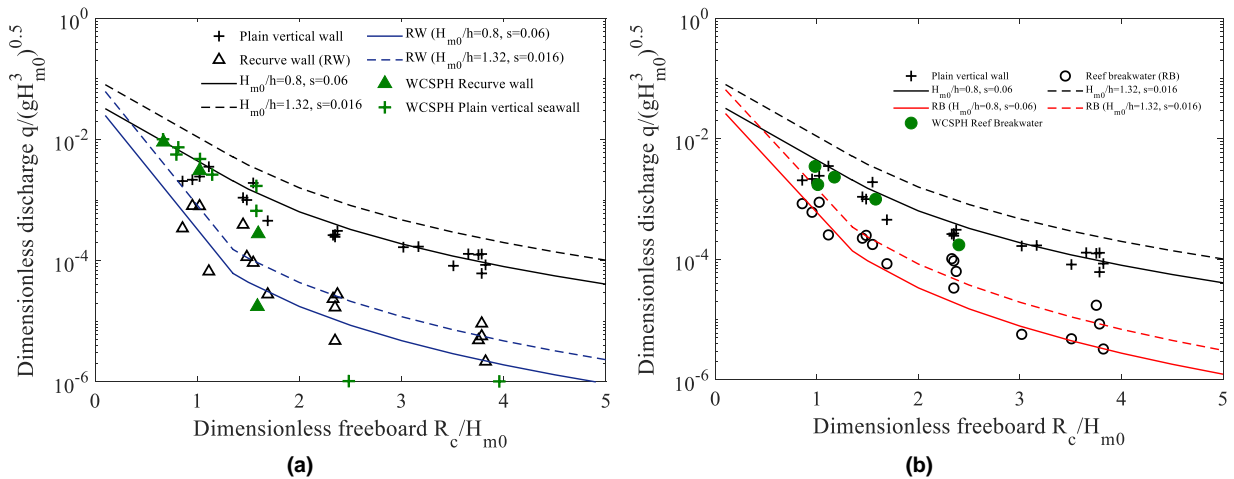 10^0
10^-2
10^-4
10^-6
Dimensionless discharge q/(gH^3_m0)^0.5
Plain vertical wall
Recurve wall (RW)
H_m0/h=0.8, s=0.06
H_m0/h=1.32, s=0.016
RW (H_m0/h=0.8, s=0.06)
RW (H_m0/h=1.32, s=0.016)
WCSPH Recurve wall
WCSPH Plain vertical seawall
0 1 2 3 4 5
Dimensionless freeboard R_c/H_m0
(a)
10^0
10^-2
10^-4
10^-6
Dimensionless discharge q/(gH^3_m0)^0.5
Plain vertical wall
H_m0/h=0.8, s=0.06
RB (H_m0/h=0.8, s=0.06)
WCSPH Reef Breakwater
Reef breakwater (RB)
H_m0/h=1.32, s=0.016
RB (H_m0/h=1.32, s=0.016)
0 1 2 3 4 5
Dimensionless freeboard R_c/H_m0
(b)